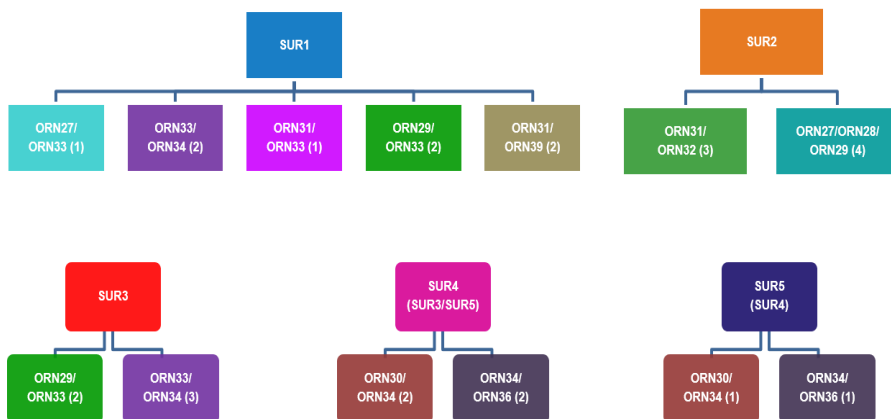 SUR1
SUR2
ORN27/
ORN33 (1)
ORN33/
ORN34 (2)
ORN31/
ORN33 (1)
ORN29/
ORN33 (2)
ORN31/
ORN39 (2)
ORN31/
ORN32 (3)
ORN27/ORN28/
ORN29 (4)
SUR3
SUR4
(SUR3/SUR5)
SUR5
(SUR4)
ORN29/
ORN33 (2)
ORN33/
ORN34 (3)
ORN30/
ORN34 (2)
ORN34/
ORN36 (2)
ORN30/
ORN34 (1)
ORN34/
ORN36 (1)